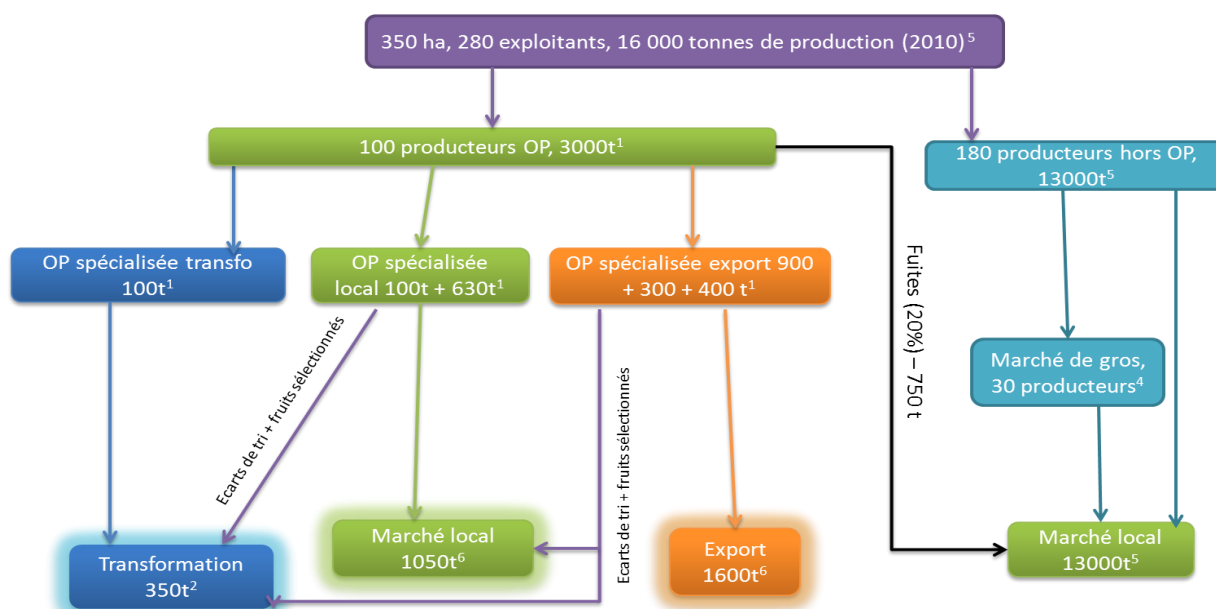 350 ha, 280 exploitants, 16 000 tonnes de production (2010)⁵
100 producteurs OP, 3000t¹
180 producteurs hors OP,
13000t⁵
OP spécialisée transfo
100t¹
OP spécialisée
local 100t + 630t¹
OP spécialisée export 900
+ 300 + 400 t¹
Fuites (20%) – 750 t
Ecarts de tri + fruits sélectionnés
Ecarts de tri + fruits sélectionnés
Marché de gros,
30 producteurs⁴
Transformation
350t²
Marché local
1050t⁶
Export
1600t⁶
Marché local
13000t⁵